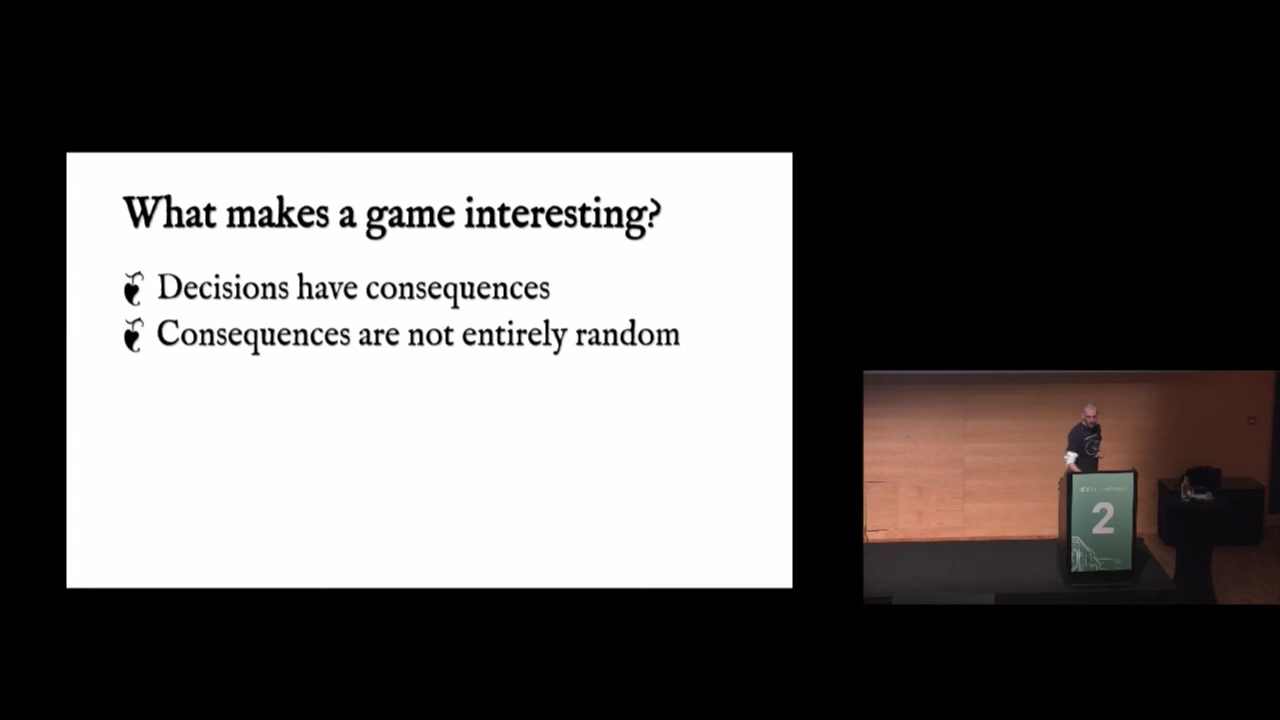 What makes a game interesting?
Decisions have consequences
Consequences are not entirely random
2